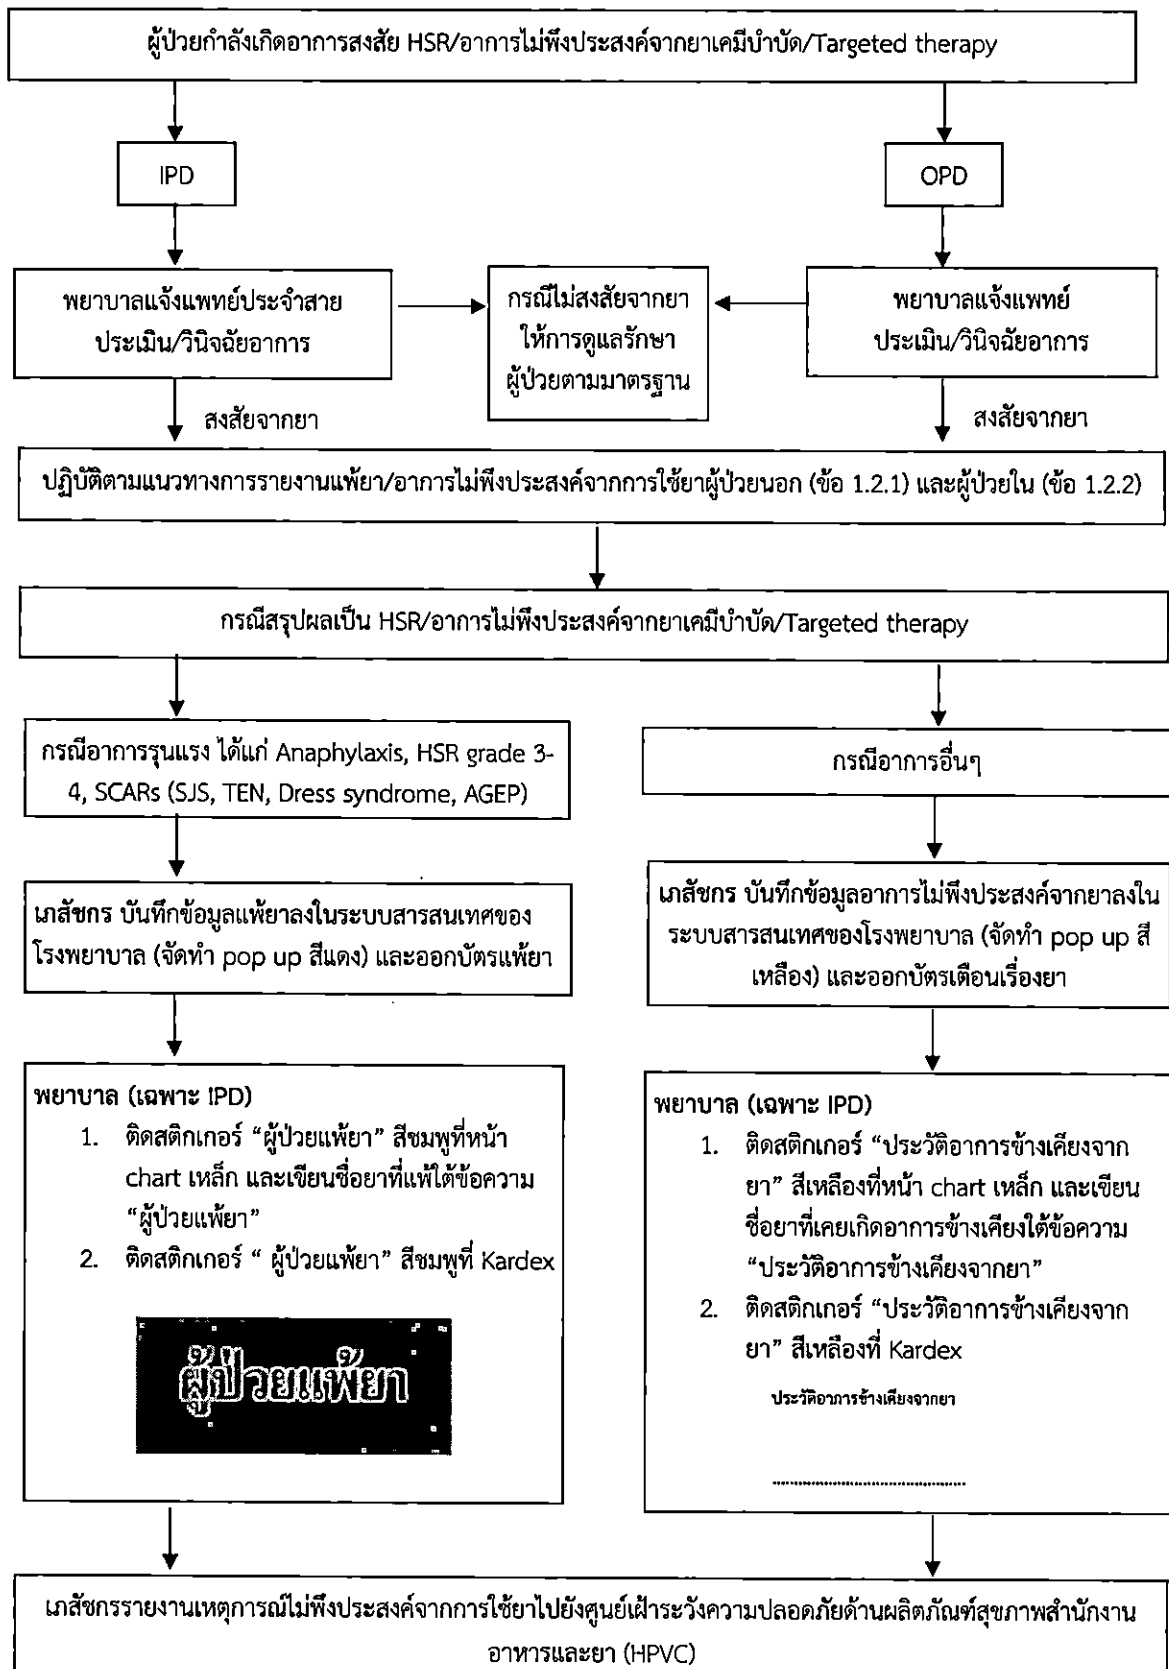 ผู้ป่วยกำลังเกิดอาการสงสัย HSR/อาการไม่พึงประสงค์จากยาเคมีบำบัด/Targeted therapy
IPD
OPD
พยาบาลแจ้งแพทย์ประจำสาย
ประเมิน/วินิจฉัยอาการ
กรณีไม่สงสัยจากยา
ให้การดูแลรักษา
ผู้ป่วยตามมาตรฐาน
พยาบาลแจ้งแพทย์
ประเมิน/วินิจฉัยอาการ
สงสัยจากยา
สงสัยจากยา
ปฏิบัติตามแนวทางการรายงานแพ้ยา/อาการไม่พึงประสงค์จากการใช้ยาผู้ป่วยนอก (ข้อ 1.2.1) และผู้ป่วยใน (ข้อ 1.2.2)
กรณีสรุปผลเป็น HSR/อาการไม่พึงประสงค์จากยาเคมีบำบัด/Targeted therapy
กรณีอาการรุนแรง ได้แก่ Anaphylaxis, HSR grade 3-
4, SCARs (SJS, TEN, Dress syndrome, AGEP)
กรณีอาการอื่นๆ
เภสัชกร บันทึกข้อมูลแพ้ยาลงในระบบสารสนเทศของ
โรงพยาบาล (จัดทำ pop up สีแดง) และออกบัตรแพ้ยา
เภสัชกร บันทึกข้อมูลอาการไม่พึงประสงค์จากยาลงใน
ระบบสารสนเทศของโรงพยาบาล (จัดทำ pop up สี
เหลือง) และออกบัตรเตือนเรื่องยา
พยาบาล (เฉพาะ IPD)
1. ติดสติกเกอร์ “ผู้ป่วยแพ้ยา” สีชมพูที่หน้า
chart เหล็ก และเขียนชื่อยาที่แพ้ใต้ข้อความ
“ผู้ป่วยแพ้ยา”
2. ติดสติกเกอร์ “ ผู้ป่วยแพ้ยา” สีชมพูที่ Kardex
ผู้ป่วยแพ้ยา
พยาบาล (เฉพาะ IPD)
1. ติดสติกเกอร์ “ประวัติอาการข้างเคียงจาก
ยา” สีเหลืองที่หน้า chart เหล็ก และเขียน
ชื่อยาที่เคยเกิดอาการข้างเคียงใต้ข้อความ
“ประวัติอาการข้างเคียงจากยา”
2. ติดสติกเกอร์ “ประวัติอาการข้างเคียงจาก
ยา” สีเหลืองที่ Kardex
ประวัติอาการข้างเคียงจากยา
..........................................
เภสัชกรรายงานเหตุการณ์ไม่พึงประสงค์จากการใช้ยาไปยังศูนย์เฝ้าระวังความปลอดภัยด้านผลิตภัณฑ์สุขภาพสำนักงาน
อาหารและยา (HPVC)